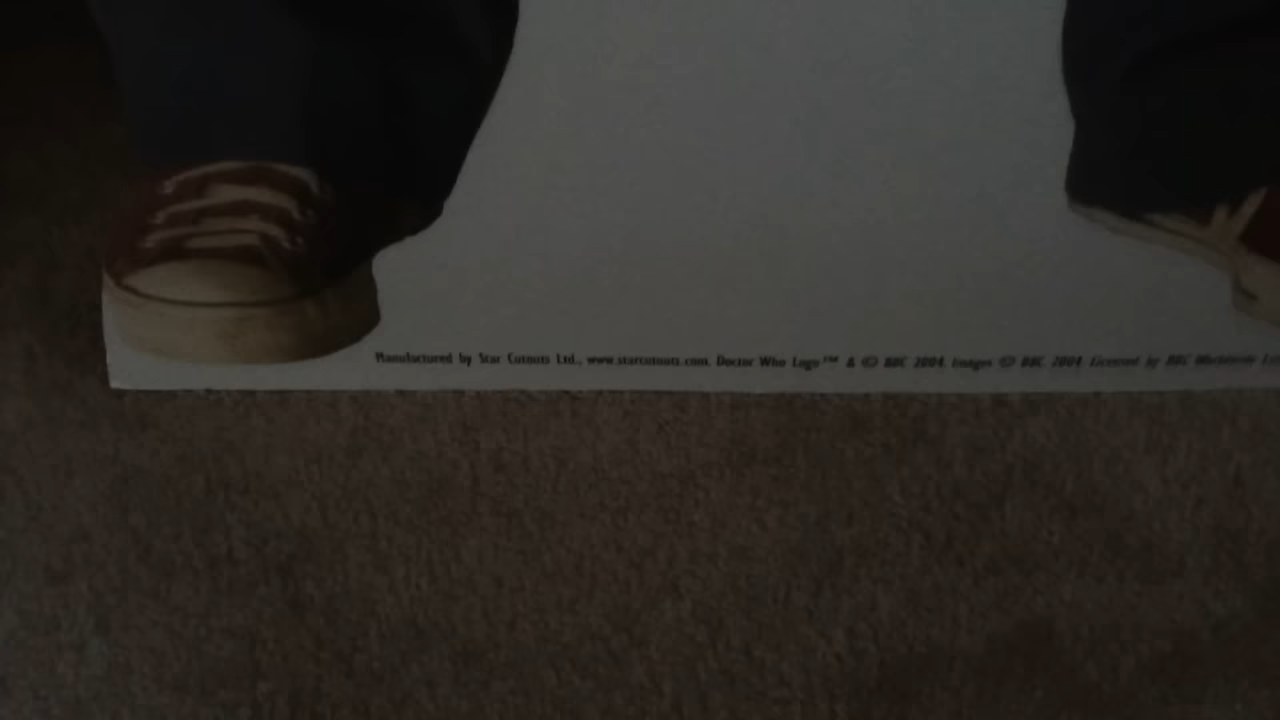 Manufactured by Star Cutouts Ltd., www.starcutouts.com. Doctor Who Logo™ & © BBC 2004. Images © BBC 2004. Licensed by BBC Worldwide